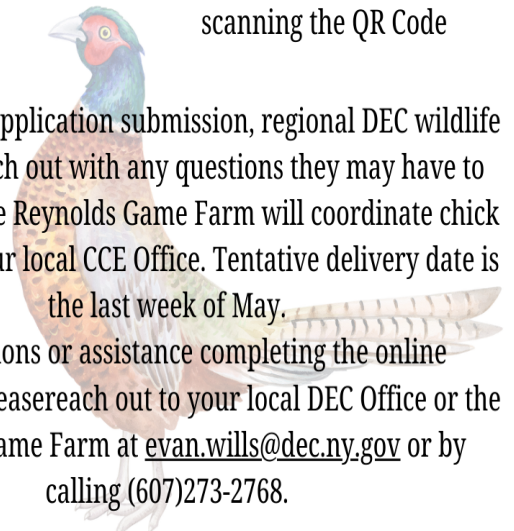 scanning the QR Code
pplication submission, regional DEC wildlife
ch out with any questions they may have to
e Reynolds Game Farm will coordinate chick
ur local CCE Office. Tentative delivery date is
the last week of May.
ons or assistance completing the online
easereach out to your local DEC Office or the
ame Farm at evan.wills@dec.ny.gov or by
calling (607)273-2768.